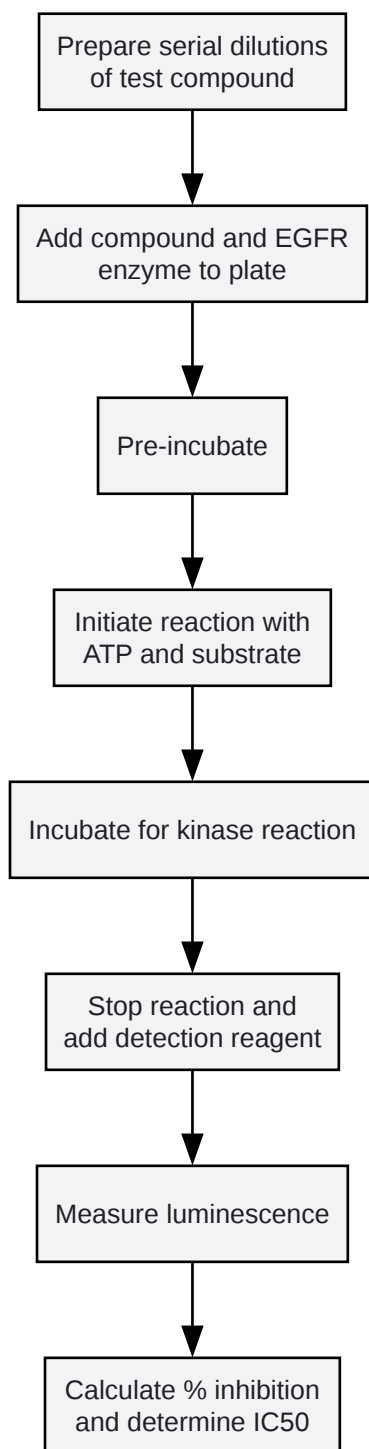 Prepare serial dilutions
of test compound
Add compound and EGFR
enzyme to plate
Pre-incubate
Initiate reaction with
ATP and substrate
Incubate for kinase reaction
Stop reaction and
add detection reagent
Measure luminescence
Calculate % inhibition
and determine IC50